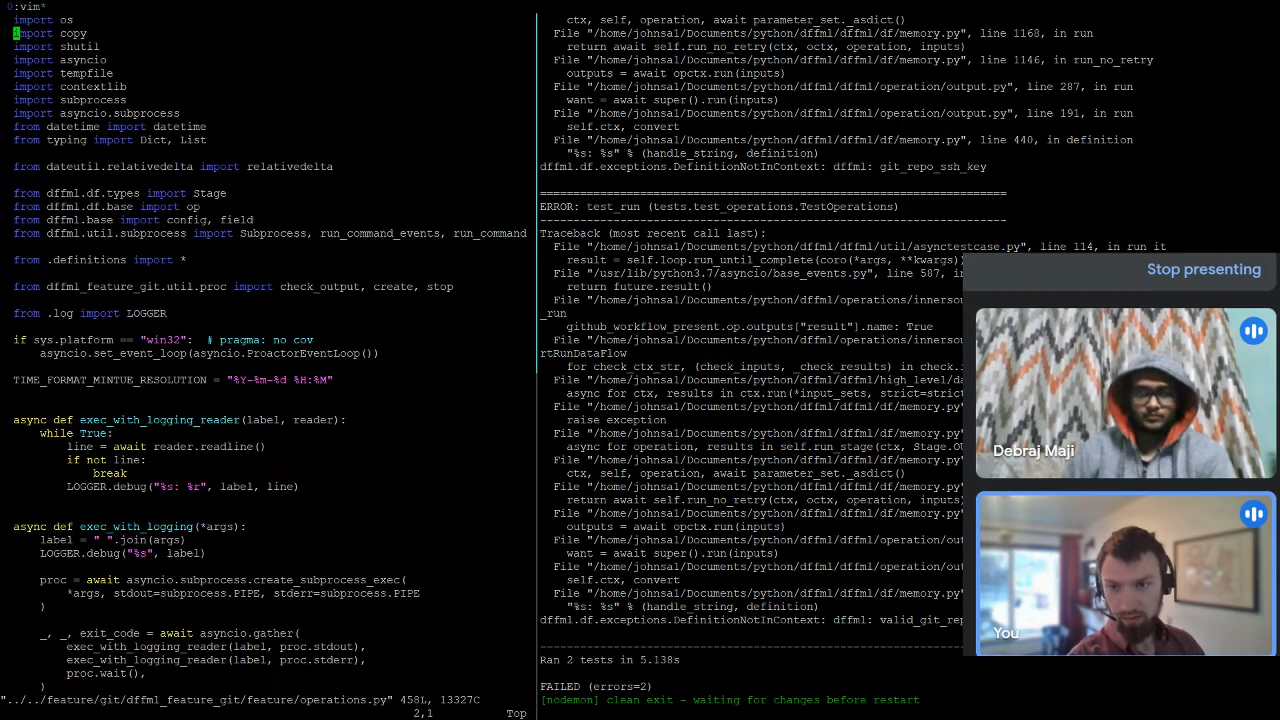 0:vim*
import os
import copy
import shutil
import asyncio
import tempfile
import contextlib
import subprocess
import asyncio.subprocess
from datetime import datetime
from typing import Dict, List
from dateutil.relativedelta import relativedelta
from dffml.df.types import Stage
from dffml.df.base import op
from dffml.base import config, field
from dffml.util.subprocess import Subprocess, run_command_events, run_command
from .definitions import *
from dffml_feature_git.util.proc import check_output, create, stop
from .log import LOGGER
if sys.platform == "win32":  # pragma: no cov
    asyncio.set_event_loop(asyncio.ProactorEventLoop())
TIME_FORMAT_MINTUE_RESOLUTION = "%Y-%m-%d %H:%M"
async def exec_with_logging_reader(label, reader):
    while True:
        line = await reader.readline()
        if not line:
            break
        LOGGER.debug("%s: %r", label, line)
async def exec_with_logging(*args):
    label = " ".join(args)
    LOGGER.debug("%s", label)
    proc = await asyncio.subprocess.create_subprocess_exec(
        *args, stdout=subprocess.PIPE, stderr=subprocess.PIPE
    )
    _, _, exit_code = await asyncio.gather(
        exec_with_logging_reader(label, proc.stdout),
        exec_with_logging_reader(label, proc.stderr),
        proc.wait(),
    )
"../../feature/git/dffml_feature_git/feature/operations.py" 458L, 13327C
2,1 Top
    ctx, self, operation, await parameter_set._asdict()
  File "/home/johnsa1/Documents/python/dffml/dffml/df/memory.py", line 1168, in run
    return await self.run_no_retry(ctx, octx, operation, inputs)
  File "/home/johnsa1/Documents/python/dffml/dffml/df/memory.py", line 1146, in run_no_retry
    outputs = await opctx.run(inputs)
  File "/home/johnsa1/Documents/python/dffml/dffml/operation/output.py", line 287, in run
    want = await super().run(inputs)
  File "/home/johnsa1/Documents/python/dffml/dffml/operation/output.py", line 191, in run
    self.ctx, convert
  File "/home/johnsa1/Documents/python/dffml/dffml/df/memory.py", line 440, in definition
    "%s: %s" % (handle_string, definition)
dffml.df.exceptions.DefinitionNotInContext: dffml: git_repo_ssh_key
======================================================================
ERROR: test_run (tests.test_operations.TestOperations)
----------------------------------------------------------------------
Traceback (most recent call last):
  File "/home/johnsa1/Documents/python/dffml/dffml/util/asynctestcase.py", line 114, in run_it
    result = self.loop.run_until_complete(coro(*args, **kwargs))
  File "/usr/lib/python3.7/asyncio/base_events.py", line 587, in
    return future.result()
  File "/home/johnsa1/Documents/python/dffml/operations/innersou
_run
    github_workflow_present.op.outputs["result"].name: True
  File "/home/johnsa1/Documents/python/dffml/operations/innersou
rtRunDataFlow
    for check_ctx_str, (check_inputs, _check_results) in check.i
  File "/home/johnsa1/Documents/python/dffml/dffml/high_level/da
    async for ctx, results in ctx.run(*input_sets, strict=strict
  File "/home/johnsa1/Documents/python/dffml/dffml/df/memory.py"
    raise exception
  File "/home/johnsa1/Documents/python/dffml/dffml/df/memory.py"
    async for operation, results in self.run_stage(ctx, Stage.OU
  File "/home/johnsa1/Documents/python/dffml/dffml/df/memory.py"
    ctx, self, operation, await parameter_set._asdict()
  File "/home/johnsa1/Documents/python/dffml/dffml/df/memory.py"
    return await self.run_no_retry(ctx, octx, operation, inputs)
  File "/home/johnsa1/Documents/python/dffml/dffml/df/memory.py"
    outputs = await opctx.run(inputs)
  File "/home/johnsa1/Documents/python/dffml/dffml/operation/out
    want = await super().run(inputs)
  File "/home/johnsa1/Documents/python/dffml/dffml/operation/out
    self.ctx, convert
  File "/home/johnsa1/Documents/python/dffml/dffml/df/memory.py"
    "%s: %s" % (handle_string, definition)
dffml.df.exceptions.DefinitionNotInContext: dffml: valid_git_rep
----------------------------------------------------------------------
Ran 2 tests in 5.138s
FAILED (errors=2)
[nodemon] clean exit - waiting for changes before restart
Stop presenting
Debraj Maji
You